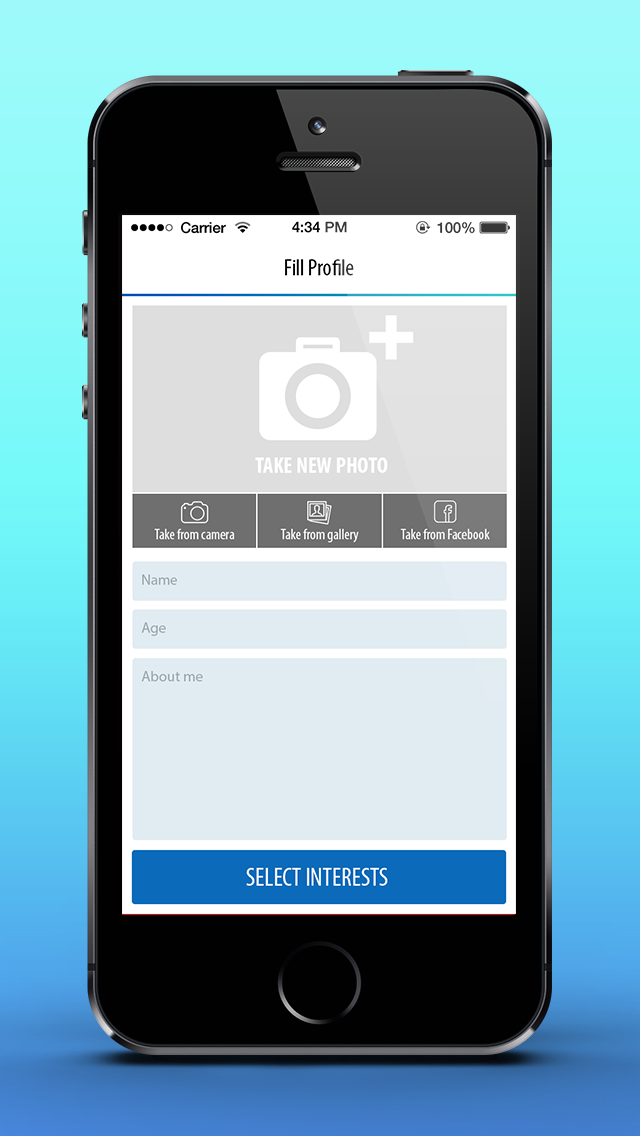 Carrier 4:34 PM 100%
Fill Profile
TAKE NEW PHOTO
Take from camera Take from gallery Take from Facebook
Name
Age
About me
SELECT INTERESTS